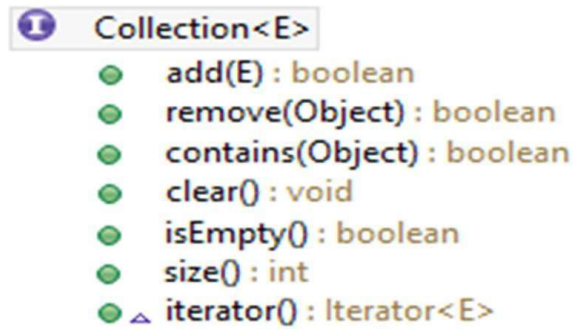 I Collection<E>
add(E) : boolean
remove(Object) : boolean
contains(Object) : boolean
clear() : void
isEmpty() : boolean
size() : int
iterator() : Iterator<E>